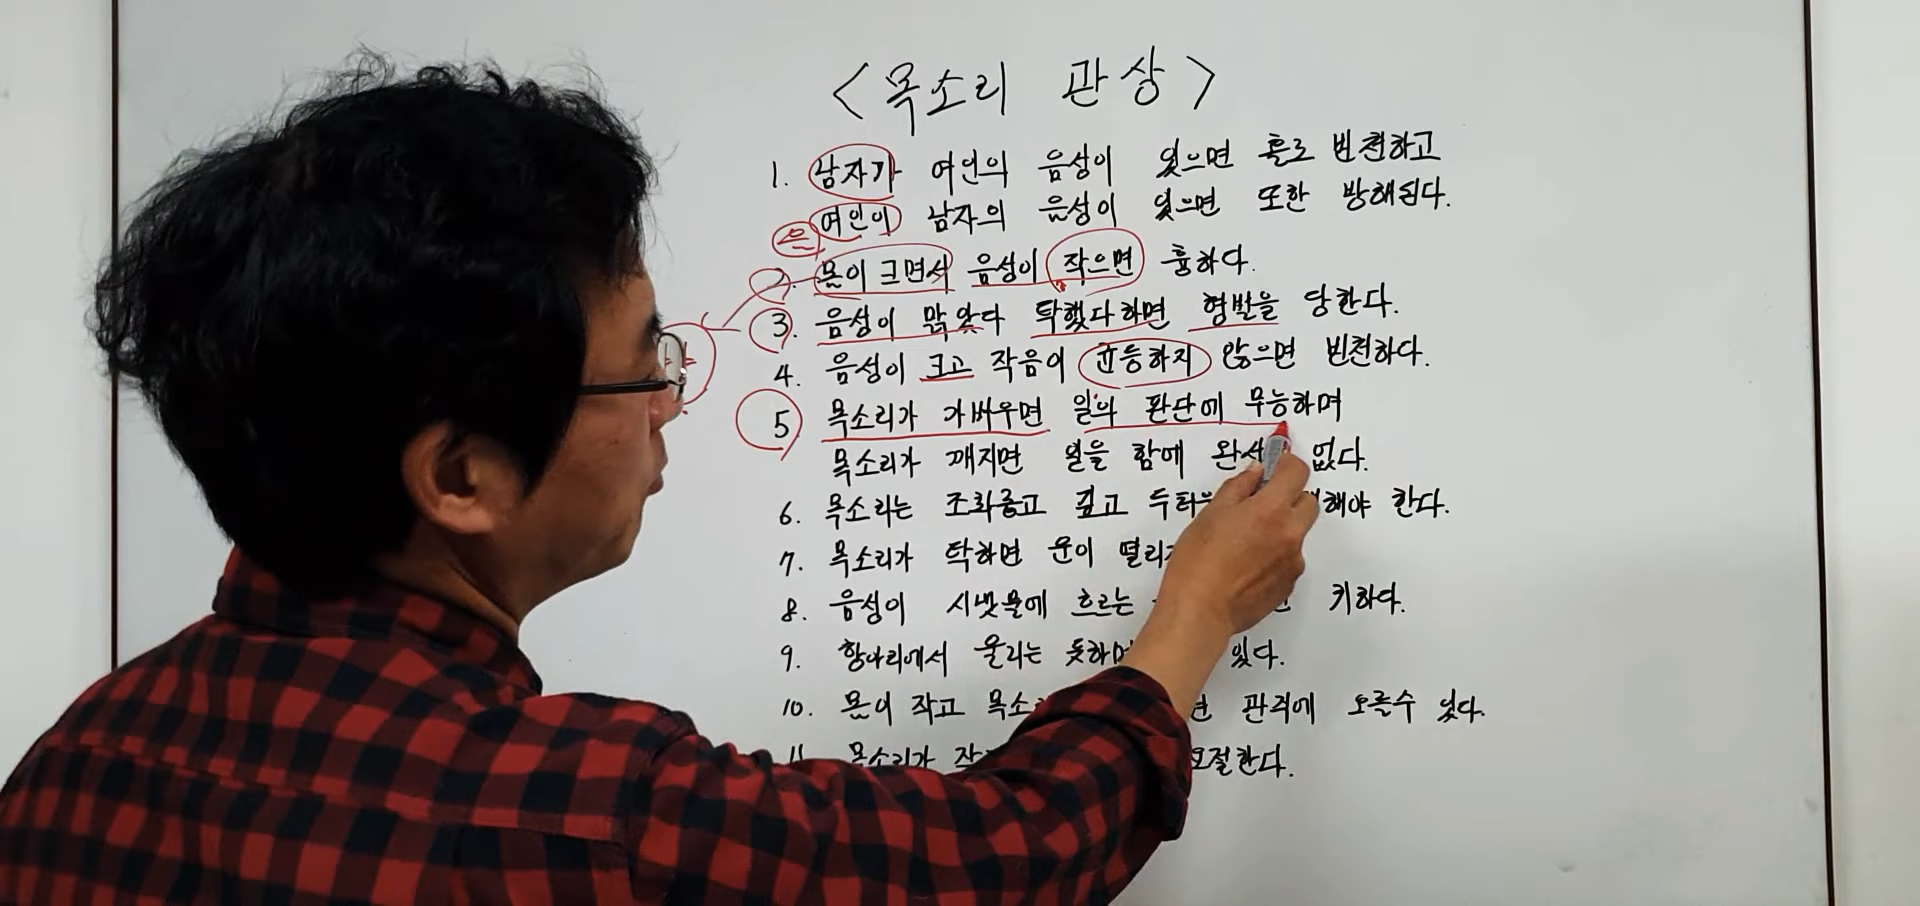 <목소리 관상>
1. 남자가 여인의 음성이 있으면 홀로 빈천하고
여인이 남자의 음성이 있으면 또한 방해된다.
은
2. 몸이 크면서 음성이 작으면 흉하다.
3. 음성이 맑았다 탁했다하면 형벌을 당한다.
4. 음성이 크고 작음이 균등하지 않으면 빈천하다.
5 목소리가 가벼우면 일의 판단에 무능하며
목소리가 깨지면 일을 함에 없다.
6. 목소리는 조화롭고 깊고 해야 한다.
7. 목소리가 탁하면 운이
8. 음성이 시냇물에 흐르는 귀하다.
9. 항아리에서 울리는 듯하며 있다.
10. 몸이 작고 관직에 오를수 있다.
11. 목소리가 요절한다.